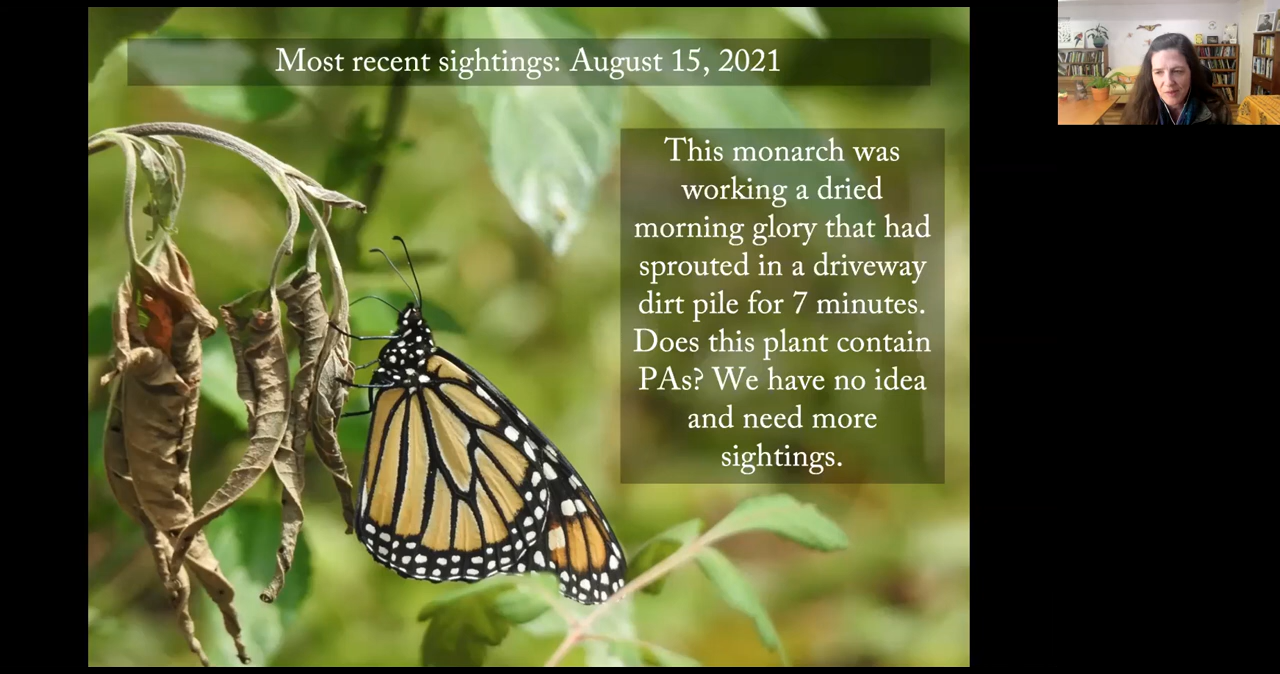 Most recent sightings: August 15, 2021
This monarch was
working a dried
morning glory that had
sprouted in a driveway
dirt pile for 7 minutes.
Does this plant contain
PAs? We have no idea
and need more
sightings.